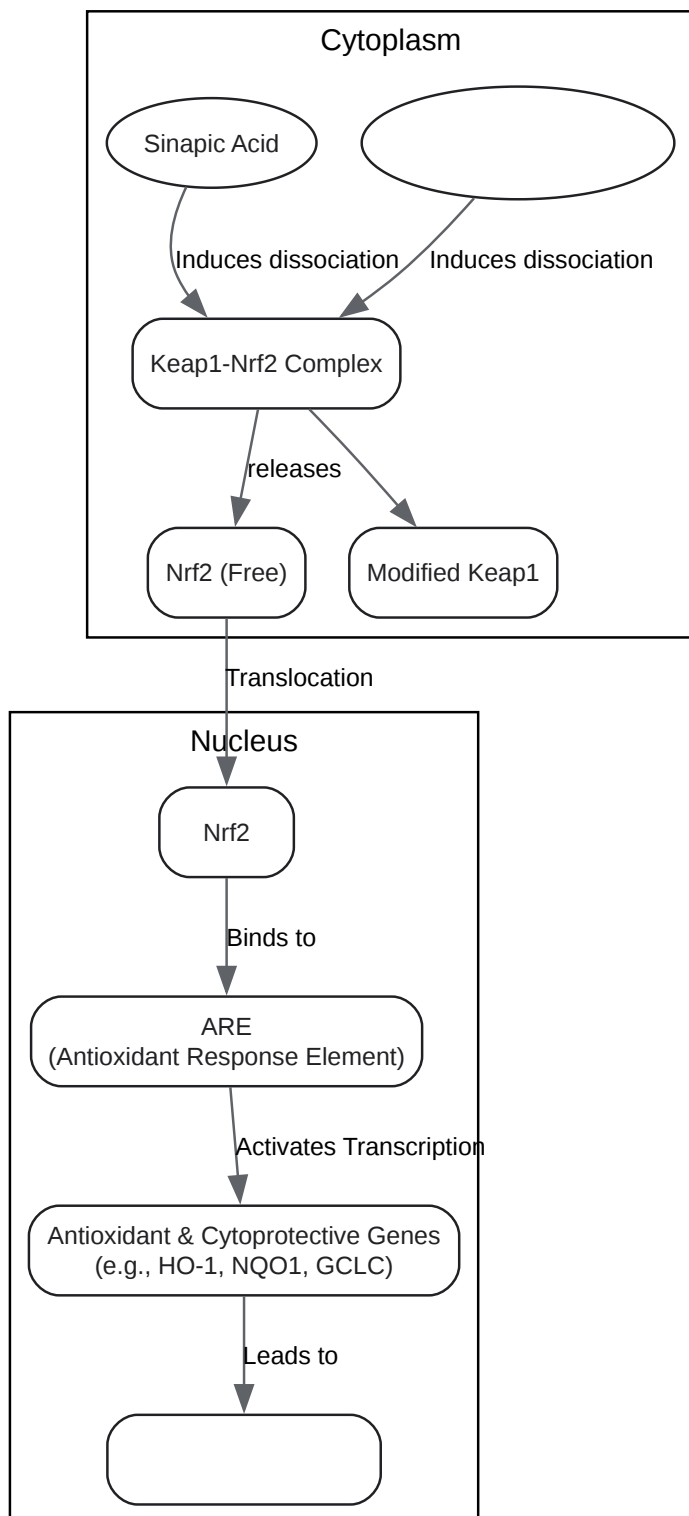 Cytoplasm
Sinapic Acid
Induces dissociation
Induces dissociation
Keap1-Nrf2 Complex
releases
Nrf2 (Free)
Modified Keap1
Translocation
Nucleus
Nrf2
Binds to
ARE
(Antioxidant Response Element)
Activates Transcription
Antioxidant & Cytoprotective Genes
(e.g., HO-1, NQO1, GCLC)
Leads to